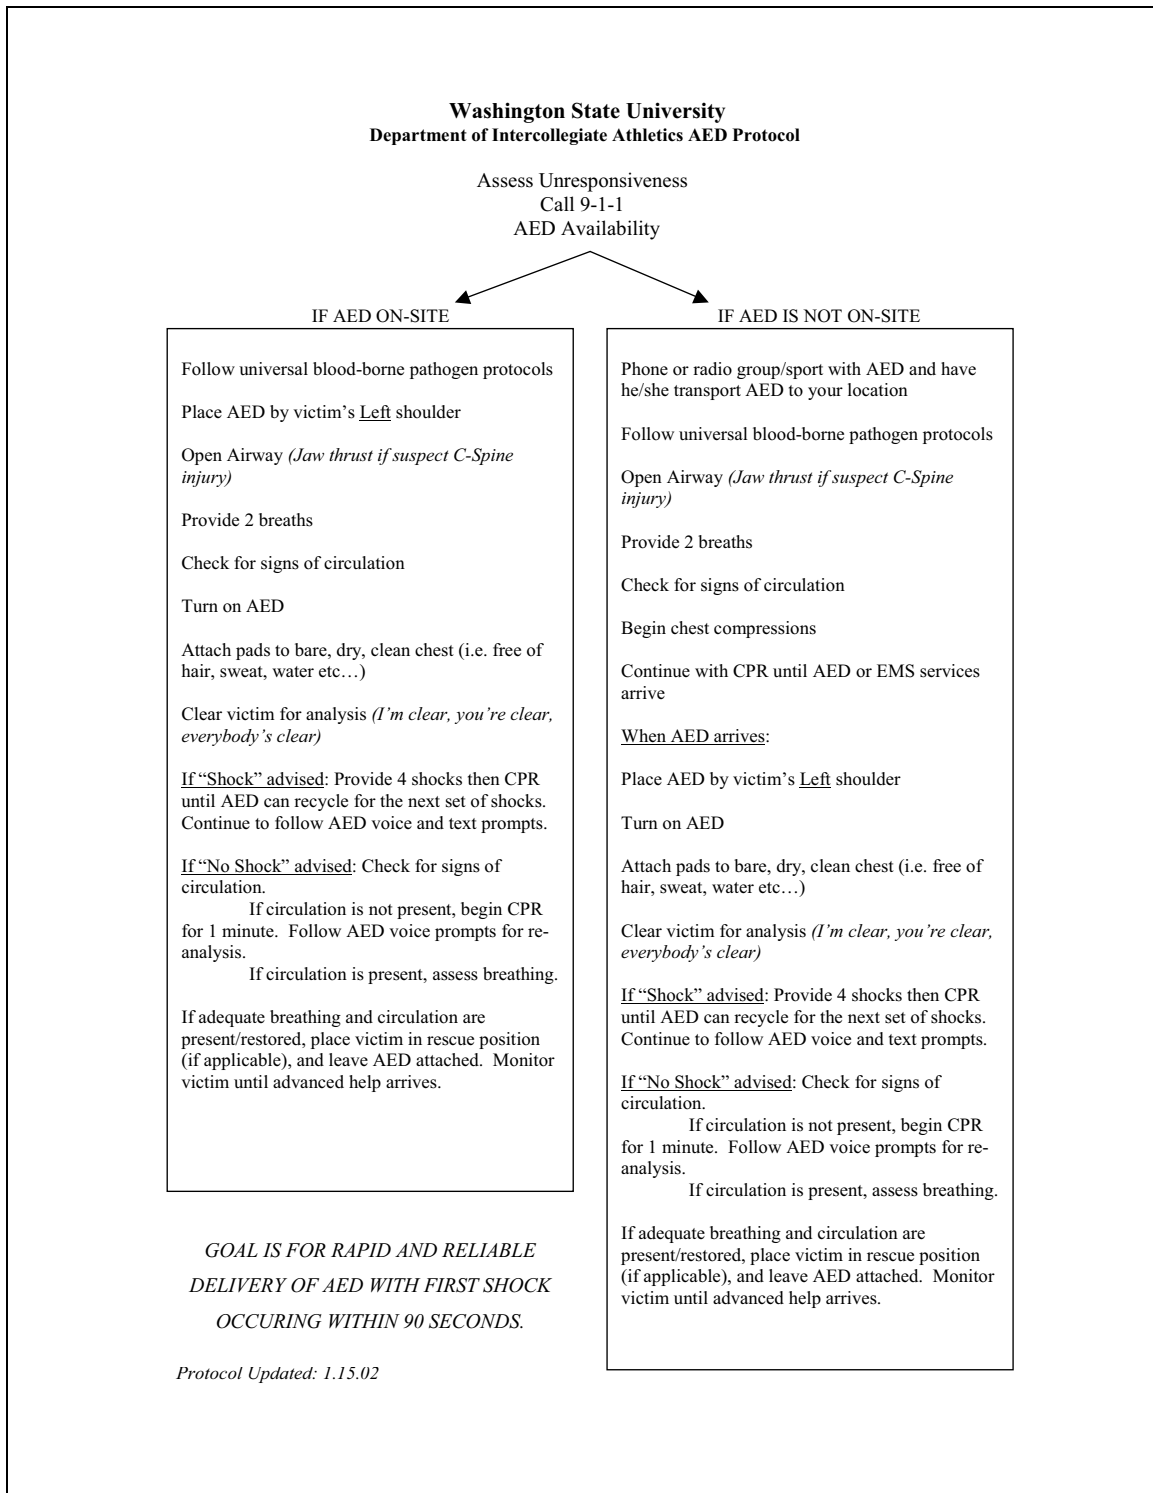 Washington State University
Department of Intercollegiate Athletics AED Protocol
Assess Unresponsiveness
Call 9-1-1
AED Availability
IF AED ON-SITE
Follow universal blood-borne pathogen protocols
Place AED by victim's Left shoulder
Open Airway (Jaw thrust if suspect C-Spine
injury)
Provide 2 breaths
Check for signs of circulation
Turn on AED
Attach pads to bare, dry, clean chest (i.e. free of
hair, sweat, water etc…)
Clear victim for analysis (I'm clear, you're clear,
everybody's clear)
If “Shock” advised: Provide 4 shocks then CPR
until AED can recycle for the next set of shocks.
Continue to follow AED voice and text prompts.
If “No Shock” advised: Check for signs of
circulation.
If circulation is not present, begin CPR
for 1 minute.  Follow AED voice prompts for re-
analysis.
If circulation is present, assess breathing.
If adequate breathing and circulation are
present/restored, place victim in rescue position
(if applicable), and leave AED attached.  Monitor
victim until advanced help arrives.
GOAL IS FOR RAPID AND RELIABLE
DELIVERY OF AED WITH FIRST SHOCK
OCCURING WITHIN 90 SECONDS.
Protocol Updated: 1.15.02
IF AED IS NOT ON-SITE
Phone or radio group/sport with AED and have
he/she transport AED to your location
Follow universal blood-borne pathogen protocols
Open Airway (Jaw thrust if suspect C-Spine
injury)
Provide 2 breaths
Check for signs of circulation
Begin chest compressions
Continue with CPR until AED or EMS services
arrive
When AED arrives:
Place AED by victim's Left shoulder
Turn on AED
Attach pads to bare, dry, clean chest (i.e. free of
hair, sweat, water etc…)
Clear victim for analysis (I'm clear, you're clear,
everybody's clear)
If “Shock” advised: Provide 4 shocks then CPR
until AED can recycle for the next set of shocks.
Continue to follow AED voice and text prompts.
If “No Shock” advised: Check for signs of
circulation.
If circulation is not present, begin CPR
for 1 minute.  Follow AED voice prompts for re-
analysis.
If circulation is present, assess breathing.
If adequate breathing and circulation are
present/restored, place victim in rescue position
(if applicable), and leave AED attached.  Monitor
victim until advanced help arrives.